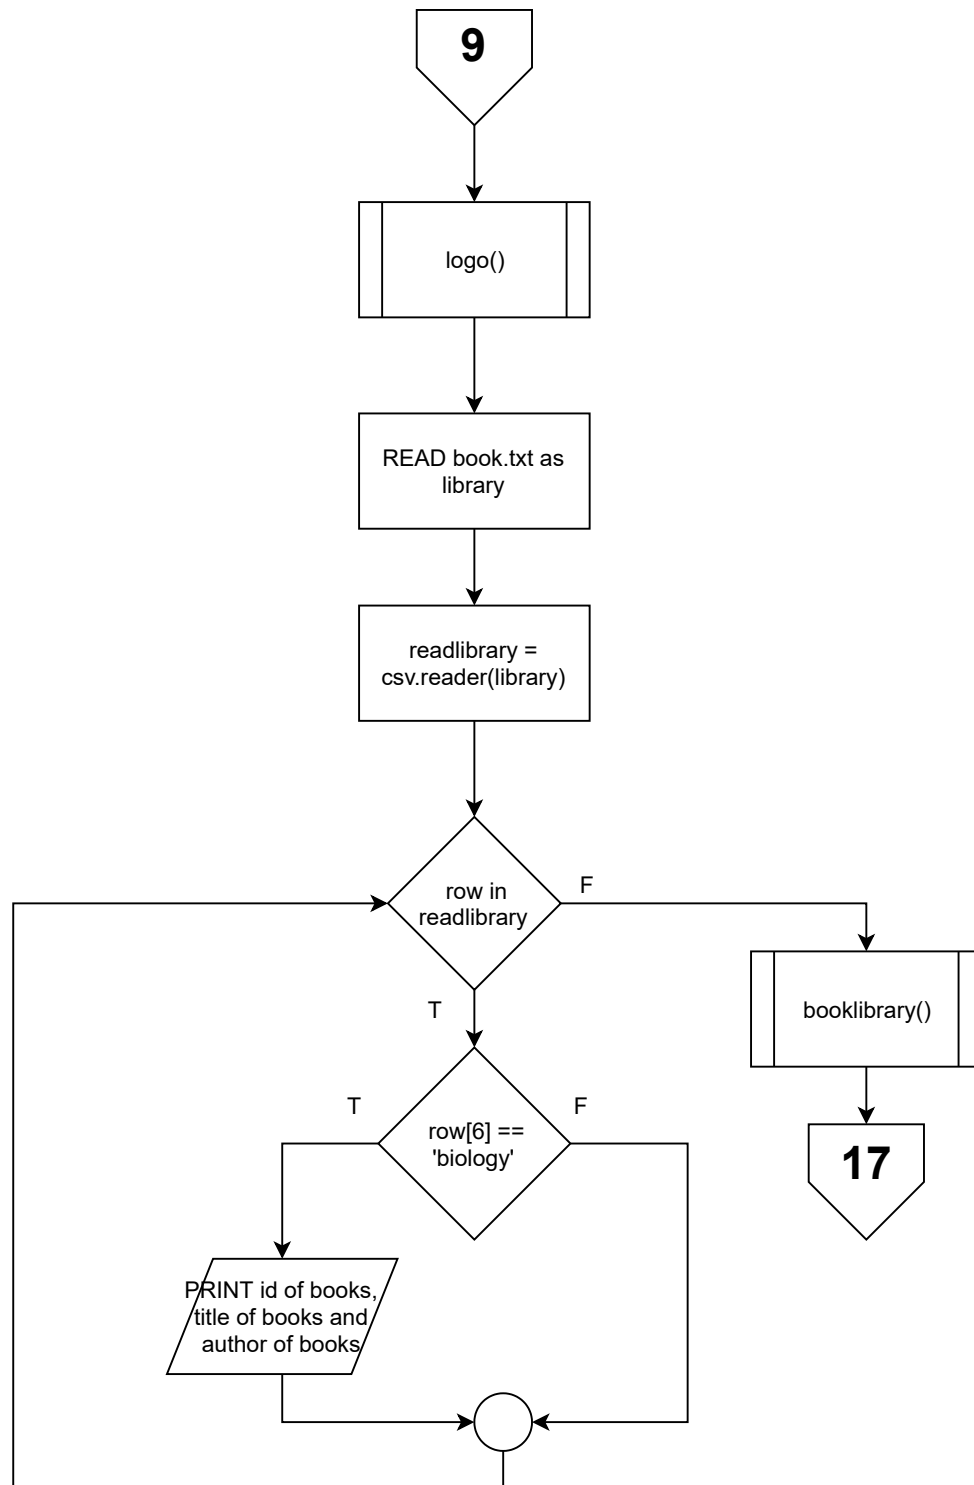 9
logo()
READ book.txt as
library
readlibrary =
csv.reader(library)
row in
readlibrary
F
T
booklibrary()
T
row[6] ==
'biology'
F
17
PRINT id of books,
title of books and
author of books